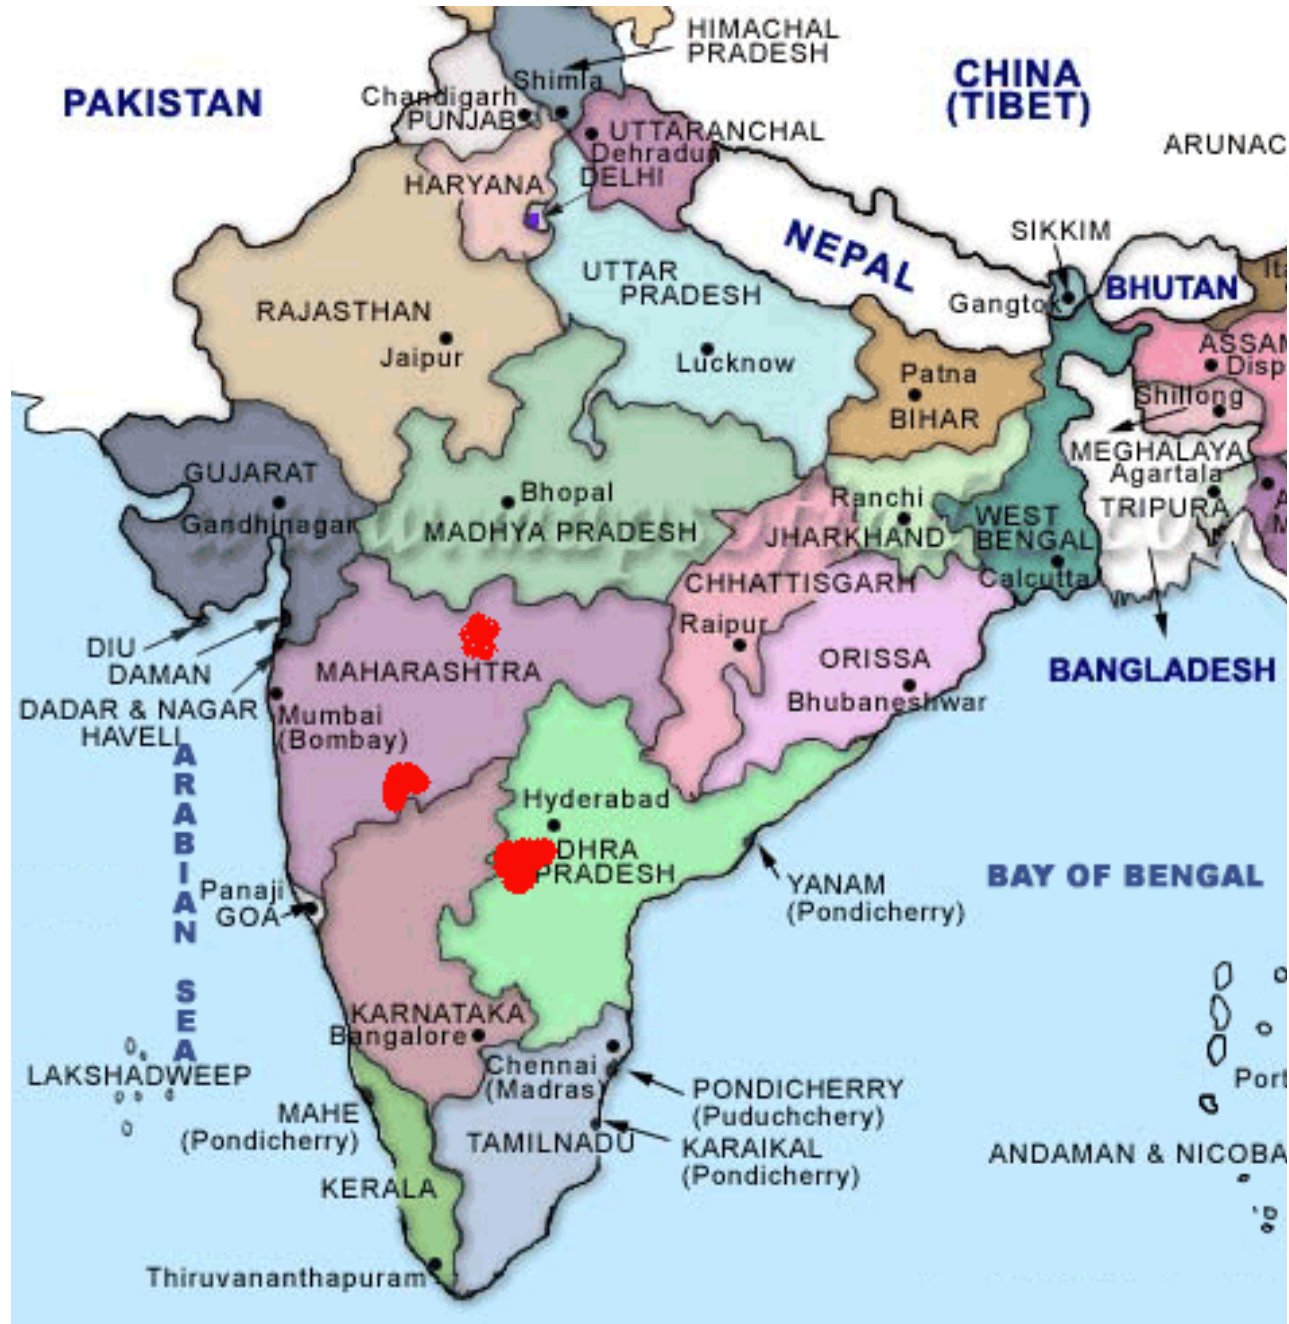 HIMACHAL
PRADESH
PAKISTAN
CHINA
(TIBET)
Shimla
Chandigarh
PUNJAB
UTTARANCHAL
Dehradun
ARUNAC
HARYANA
DELHI
NEPAL
SIKKIM
UTTAR
PRADESH
Gangtok
BHUTAN
Ita
RAJASTHAN
Jaipur
Lucknow
ASSAM
Disp
Patna
BIHAR
Shillong
MEGHALAYA
GUJARAT
Gandhinagar
Bhopal
MADHYA PRADESH
Ranchi
JHARKHAND
WEST
BENGAL
Calcutta
Agartala
TRIPURA
A
M
CHHATTISGARH
Raipur
DIU
DAMAN
DADAR & NAGAR
HAVELI
MAHARASHTRA
Mumbai
(Bombay)
ORISSA
Bhubaneshwar
BANGLADESH
ARABIAN SEA
Hyderabad
DHRA
PRADESH
YANAM
(Pondicherry)
BAY OF BENGAL
Panaji
GOA
KARNATAKA
Bangalore
LAKSHADWEEP
Chennai
(Madras)
PONDICHERRY
(Puduchchery)
Port
MAHE
(Pondicherry)
TAMILNADU
KARAIKAL
(Pondicherry)
ANDAMAN & NICOBA
KERALA
Thiruvananthapuram